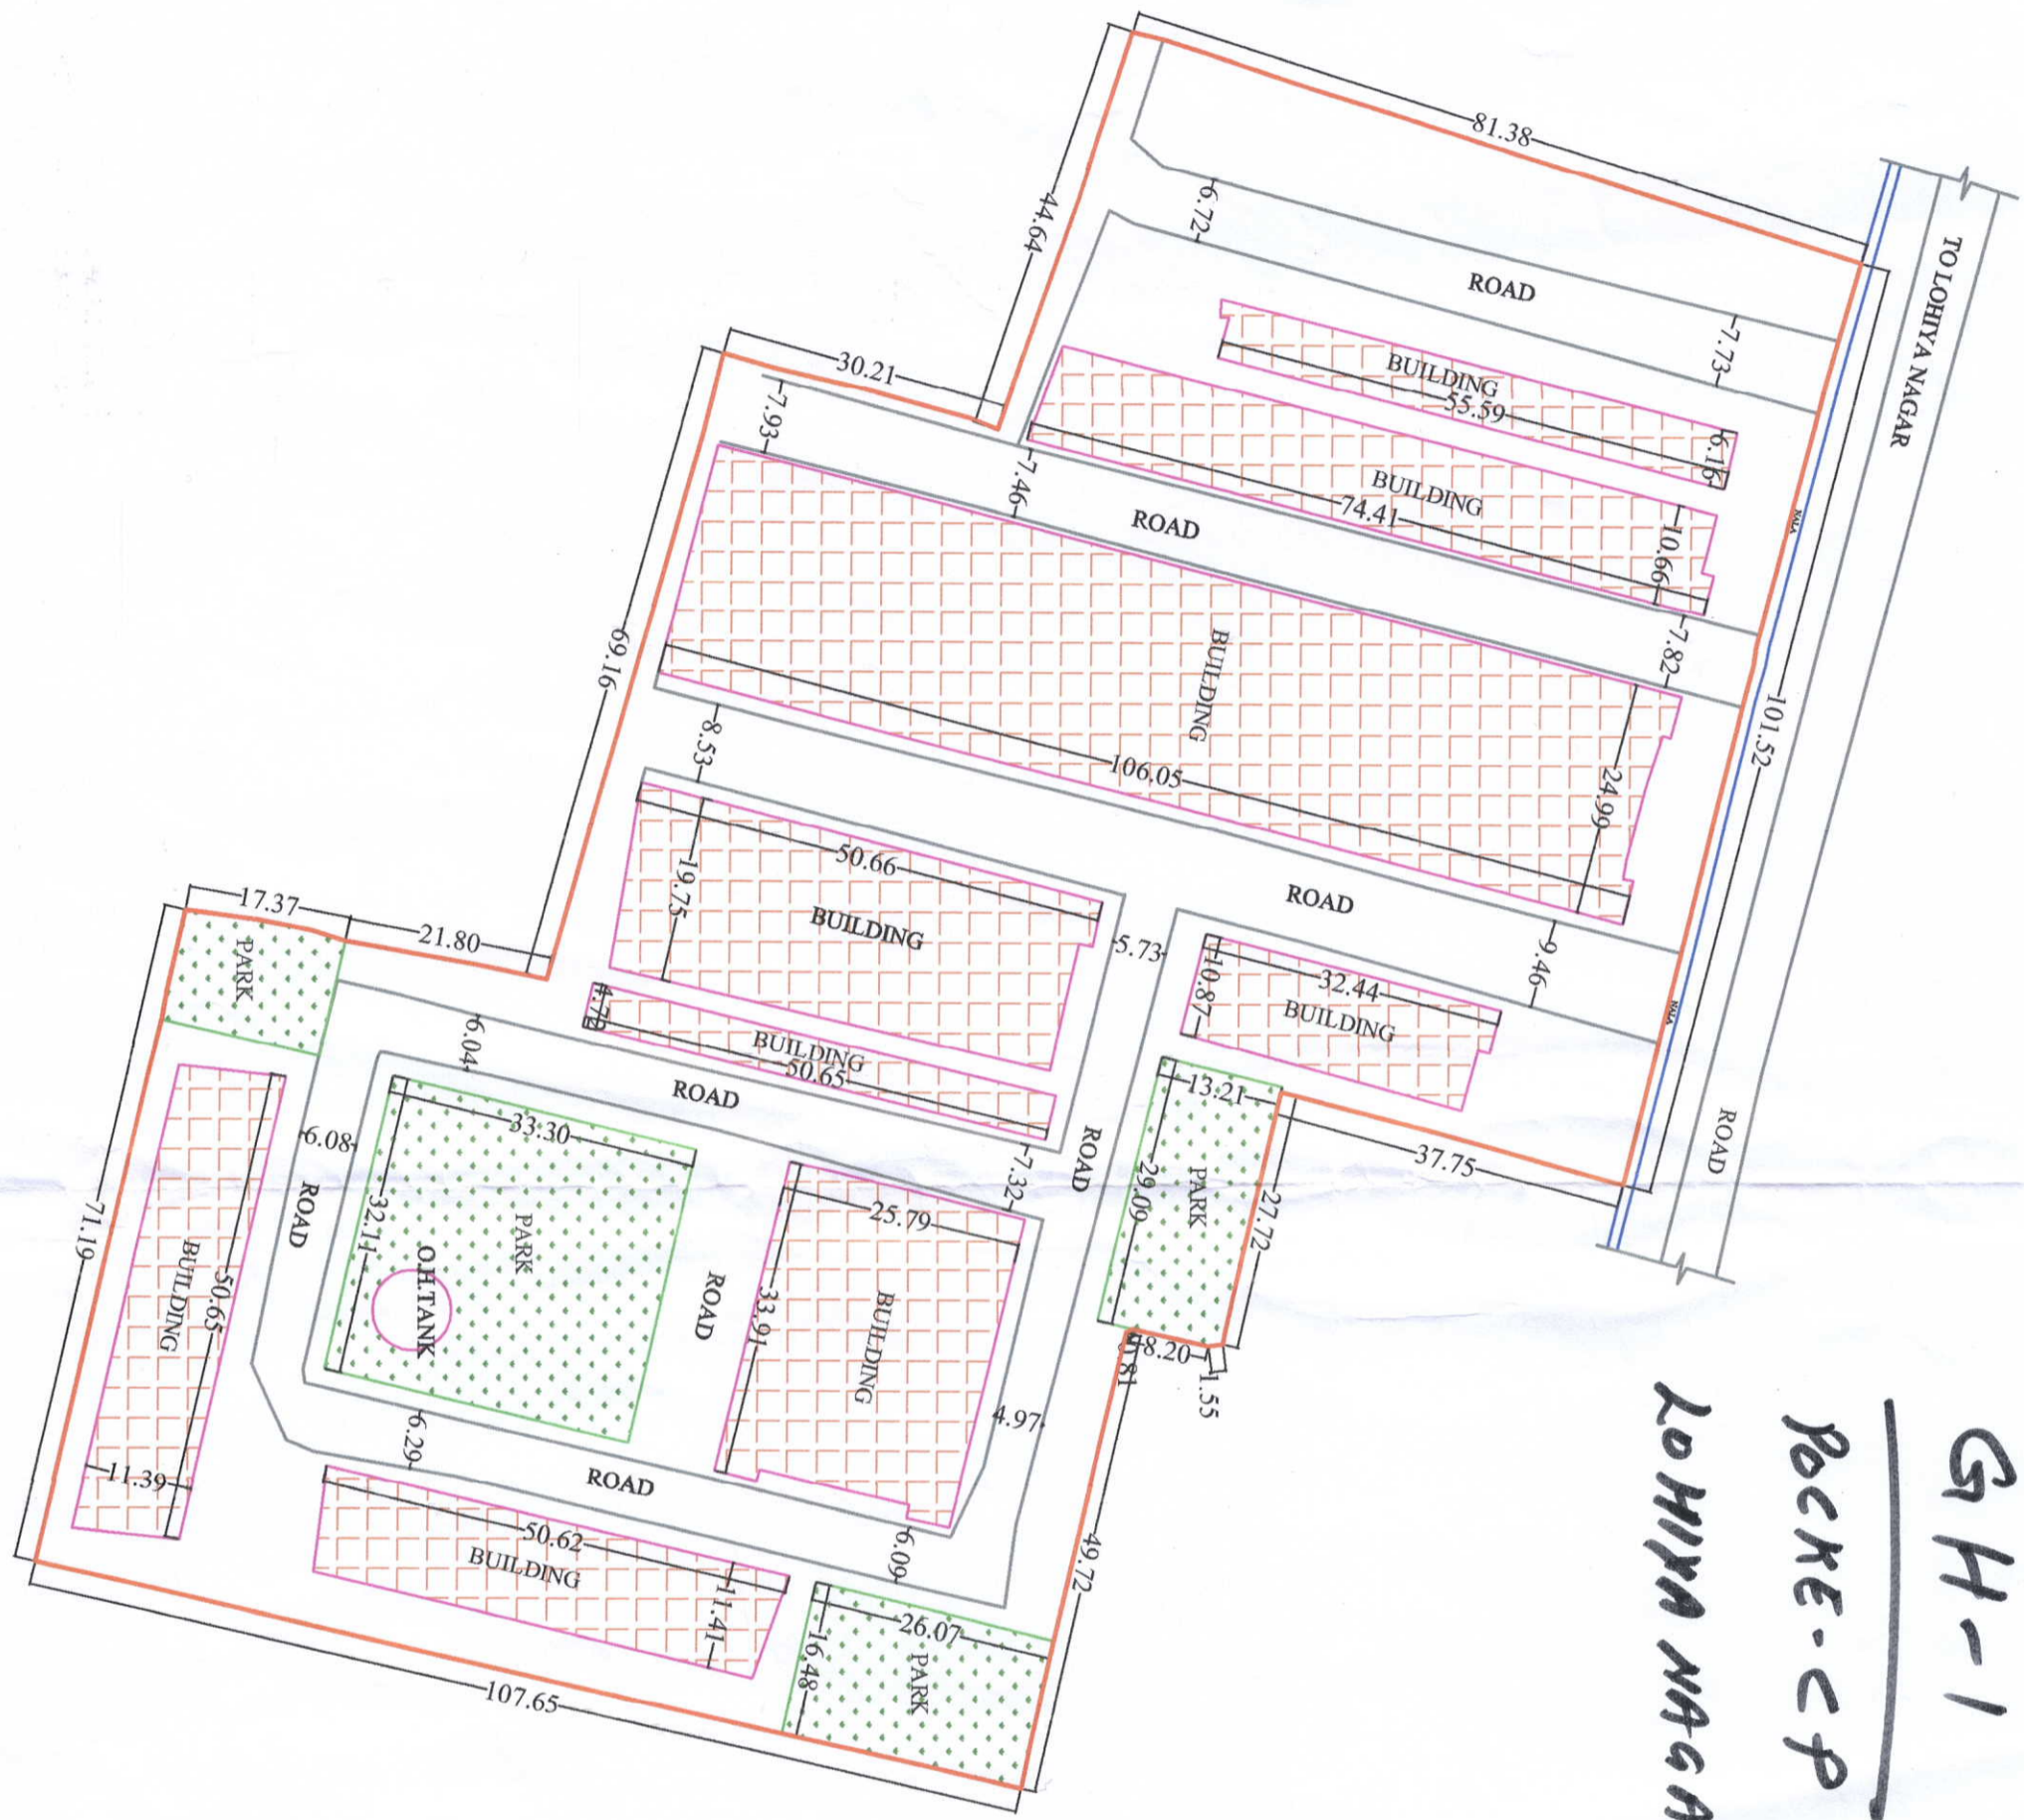 81.38
44.64
TO LOHIYA NAGAR
6.72
ROAD
7.73
30.21
BUILDING
55.59
6.16
7.93
7.46
BUILDING
74.41
10.66
NALA
ROAD
7.82
69.16
BUILDING
106.05
24.99
101.52
8.53
50.66
19.75
BUILDING
ROAD
9.46
5.73
32.44
10.87
BUILDING
NALA
17.37
21.80
PARK
6.04
BUILDING
50.65
ROAD
13.21
37.75
ROAD
PARK
29.09
27.72
ROAD
7.32
6.08
33.30
ROAD
32.11
PARK
O.H.TANK
25.79
33.91
BUILDING
ROAD
8.20
1.55
71.19
BUILDING
50.65
11.39
4.97
6.29
ROAD
6.09
49.72
50.62
BUILDING
11.41
26.07
16.48
PARK
107.65
GH-1
POCKE-CP
LOHIYA NAGA